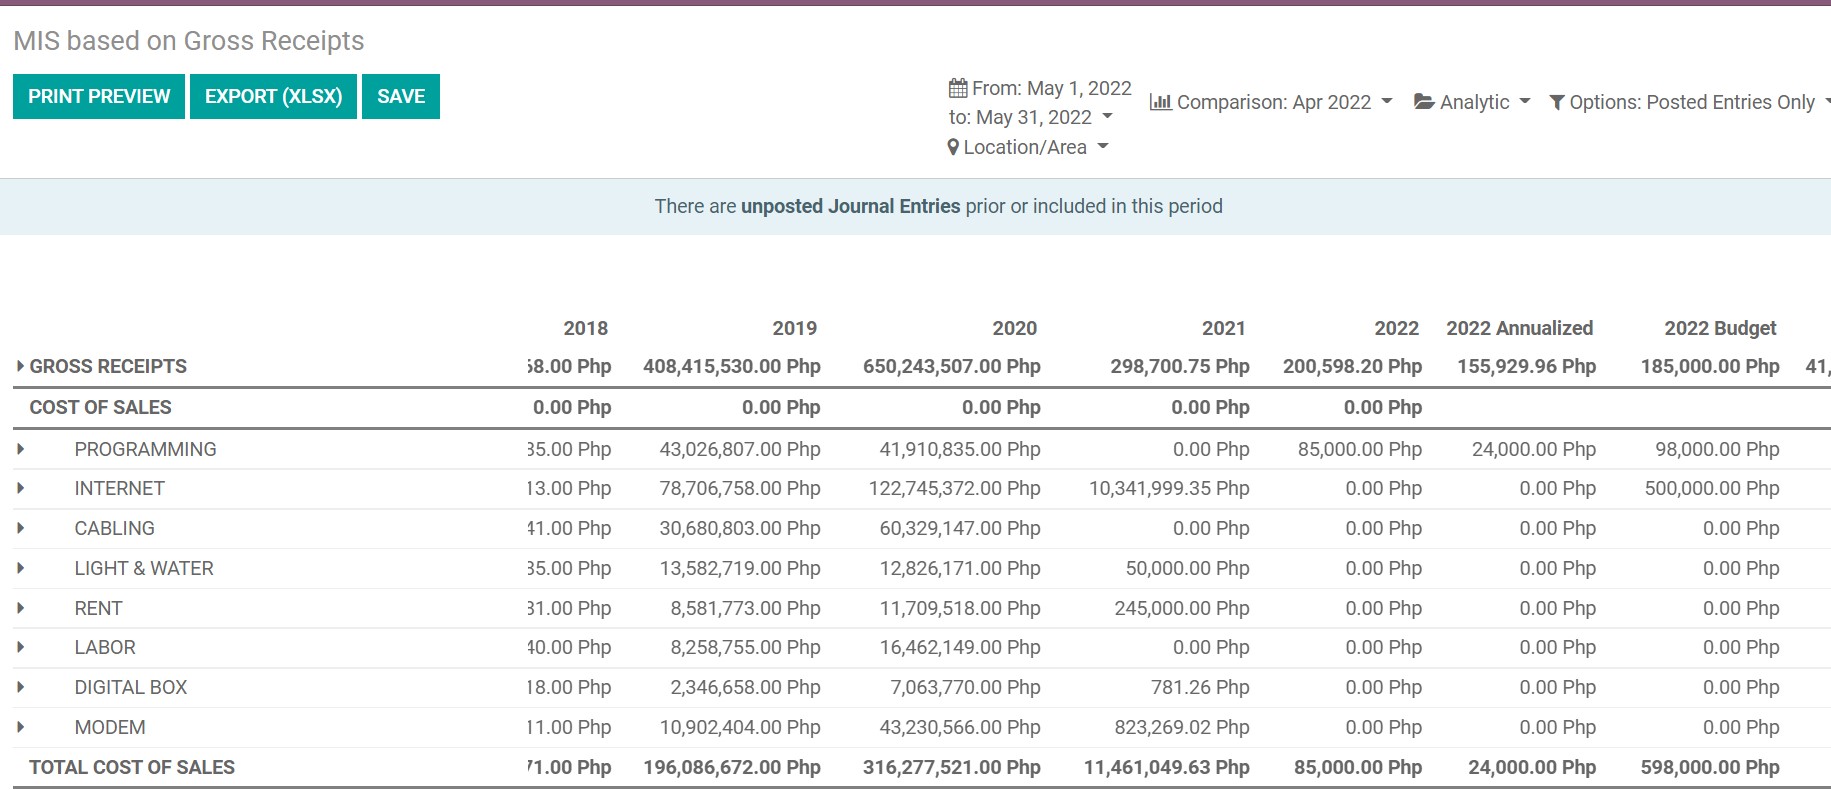 MIS based on Gross Receipts
PRINT PREVIEW EXPORT (XLSX) SAVE
From: May 1, 2022
to: May 31, 2022
Comparison: Apr 2022 Analytic Options: Posted Entries Only
Location/Area
There are unposted Journal Entries prior or included in this period
2018 2019 2020 2021 2022 2022 Annualized 2022 Budget
GROSS RECEIPTS 68.00 Php 408,415,530.00 Php 650,243,507.00 Php 298,700.75 Php 200,598.20 Php 155,929.96 Php 185,000.00 Php 41,
COST OF SALES 0.00 Php 0.00 Php 0.00 Php 0.00 Php 0.00 Php
PROGRAMMING 35.00 Php 43,026,807.00 Php 41,910,835.00 Php 0.00 Php 85,000.00 Php 24,000.00 Php 98,000.00 Php
INTERNET 13.00 Php 78,706,758.00 Php 122,745,372.00 Php 10,341,999.35 Php 0.00 Php 0.00 Php 500,000.00 Php
CABLING 41.00 Php 30,680,803.00 Php 60,329,147.00 Php 0.00 Php 0.00 Php 0.00 Php 0.00 Php
LIGHT & WATER 35.00 Php 13,582,719.00 Php 12,826,171.00 Php 50,000.00 Php 0.00 Php 0.00 Php 0.00 Php
RENT 31.00 Php 8,581,773.00 Php 11,709,518.00 Php 245,000.00 Php 0.00 Php 0.00 Php 0.00 Php
LABOR 40.00 Php 8,258,755.00 Php 16,462,149.00 Php 0.00 Php 0.00 Php 0.00 Php 0.00 Php
DIGITAL BOX 18.00 Php 2,346,658.00 Php 7,063,770.00 Php 781.26 Php 0.00 Php 0.00 Php 0.00 Php
MODEM 11.00 Php 10,902,404.00 Php 43,230,566.00 Php 823,269.02 Php 0.00 Php 0.00 Php 0.00 Php
TOTAL COST OF SALES 71.00 Php 196,086,672.00 Php 316,277,521.00 Php 11,461,049.63 Php 85,000.00 Php 24,000.00 Php 598,000.00 Php